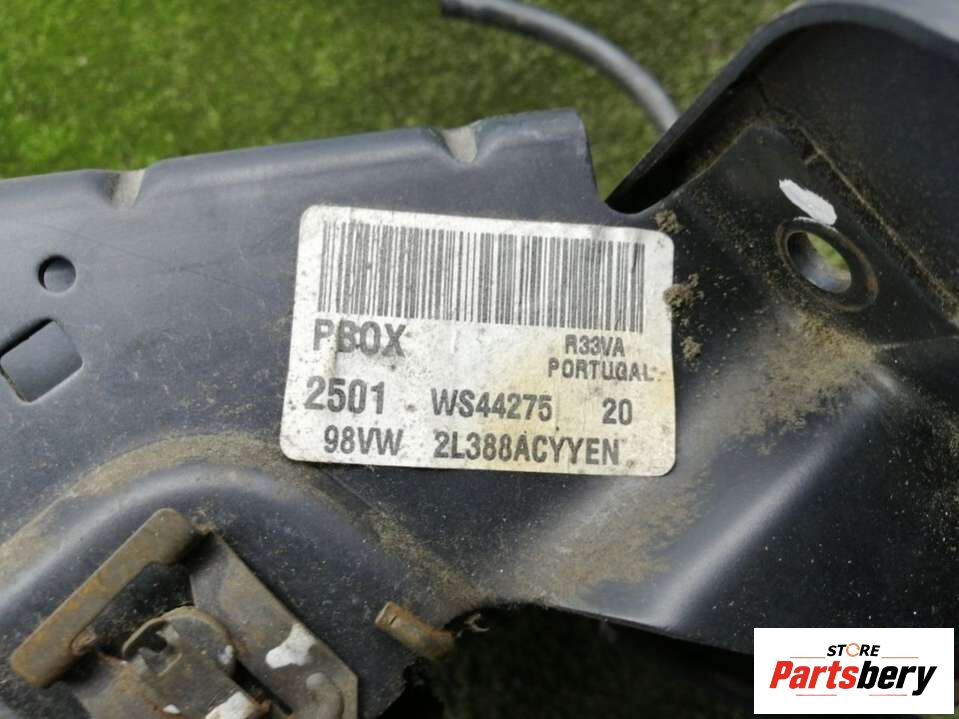 PBOX
R33VA
PORTUGAL
2501 WS44275 20
98VW 2L388ACYYEN
STORE
Partsbery